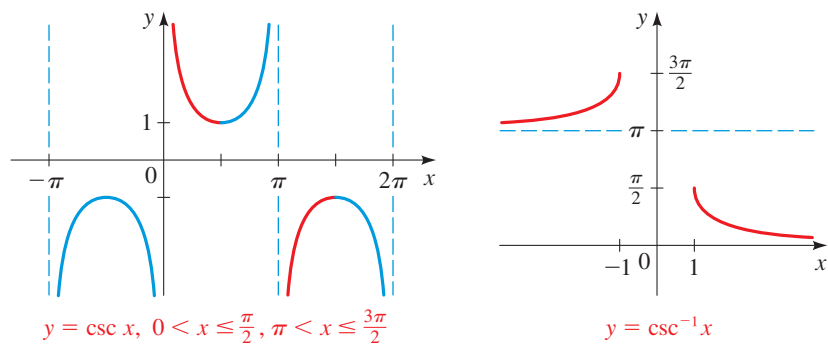 y
1
−π 0 π 2π x
y = csc x, 0 < x ≤ π/2, π < x ≤ 3π/2
y
3π/2
π
π/2
−1 0 1 x
y = csc⁻¹x